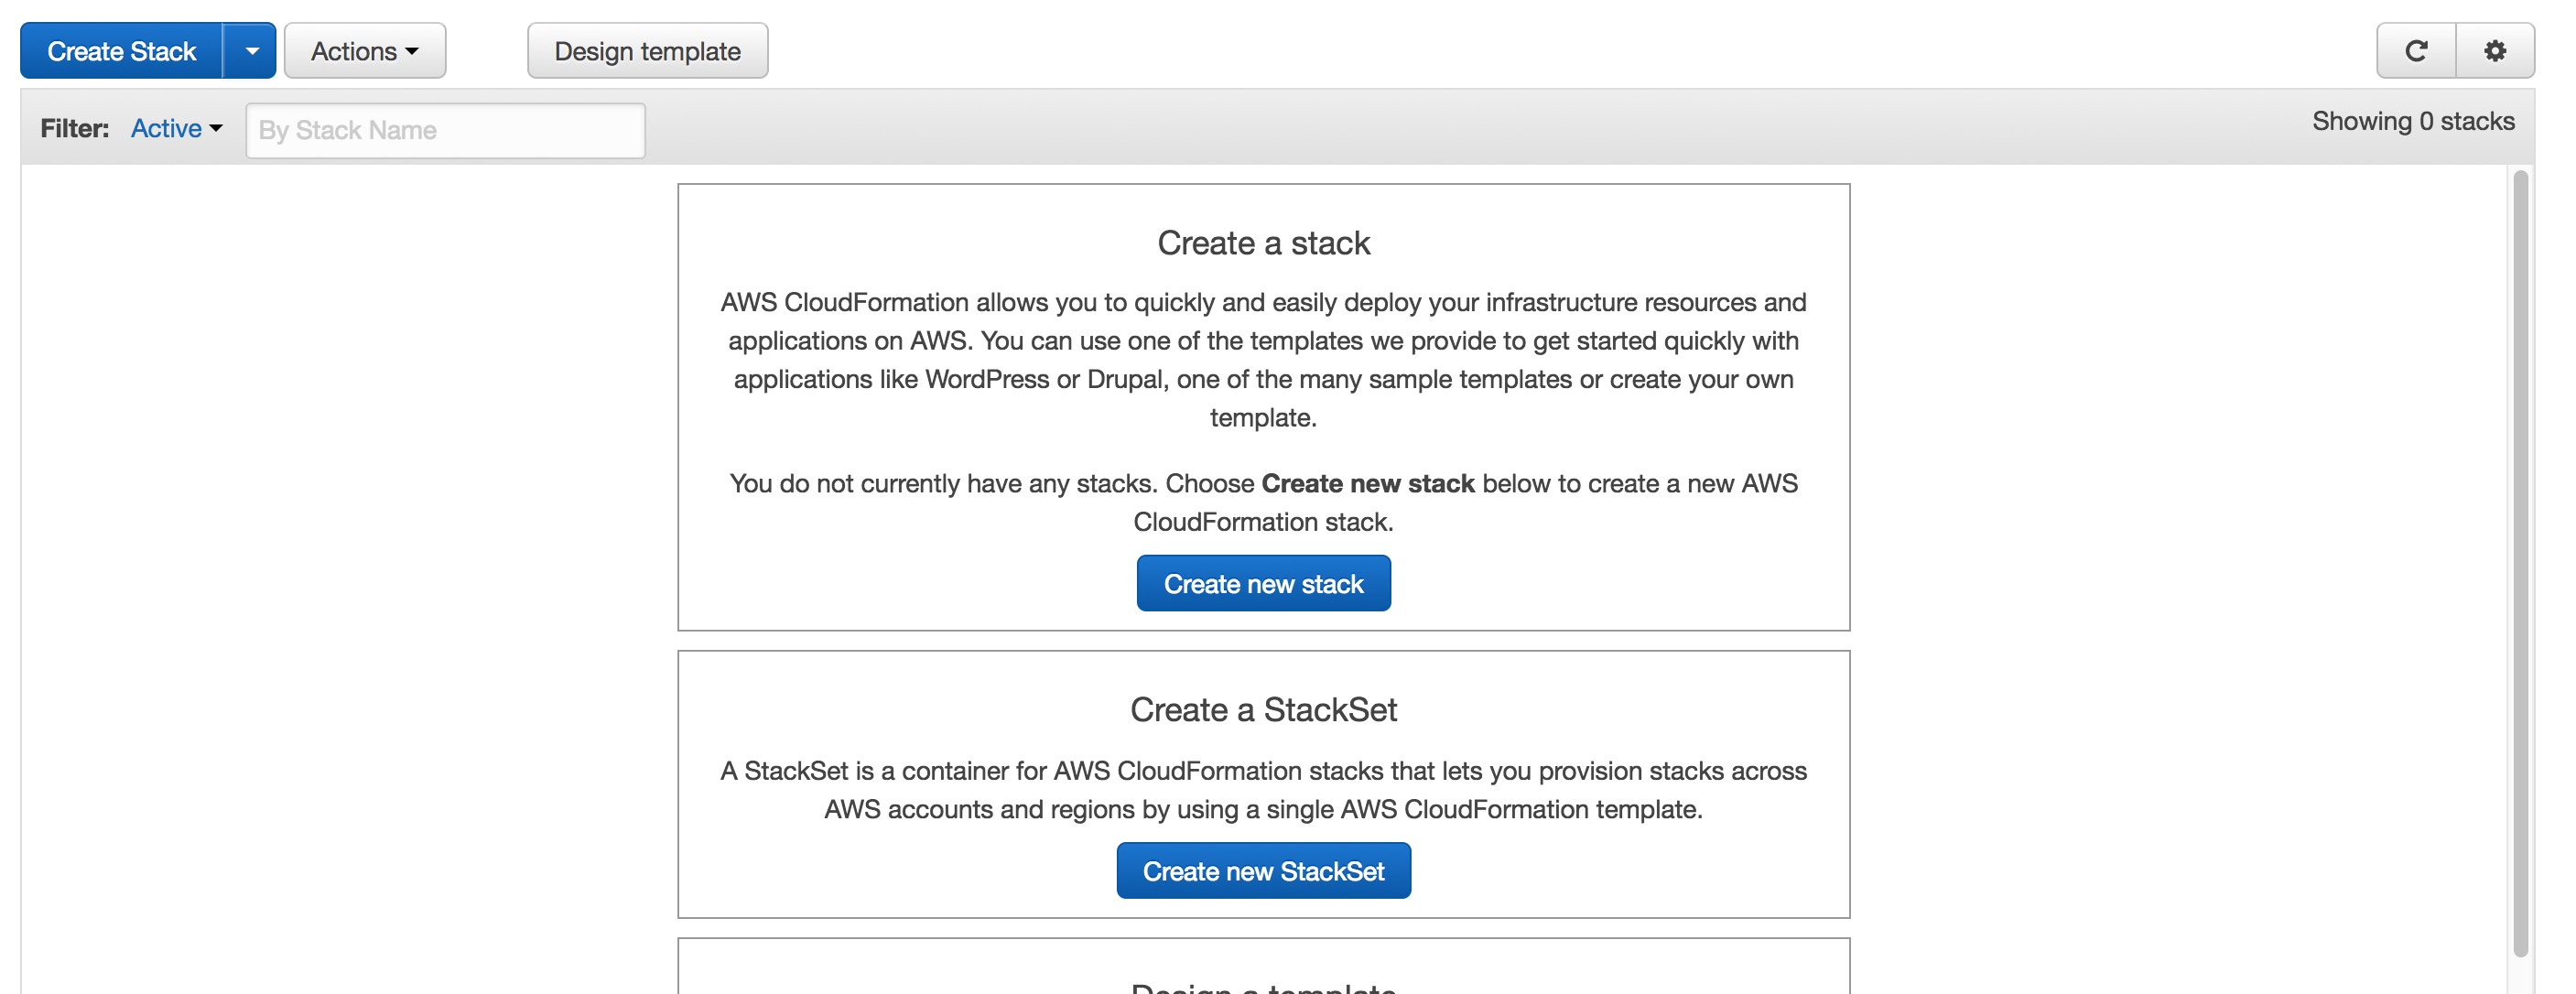 Create Stack
Actions
Design template
Filter:
Active
By Stack Name
Showing 0 stacks
Create a stack
AWS CloudFormation allows you to quickly and easily deploy your infrastructure resources and
applications on AWS. You can use one of the templates we provide to get started quickly with
applications like WordPress or Drupal, one of the many sample templates or create your own
template.
You do not currently have any stacks. Choose Create new stack below to create a new AWS
CloudFormation stack.
Create new stack
Create a StackSet
A StackSet is a container for AWS CloudFormation stacks that lets you provision stacks across
AWS accounts and regions by using a single AWS CloudFormation template.
Create new StackSet
Design a template